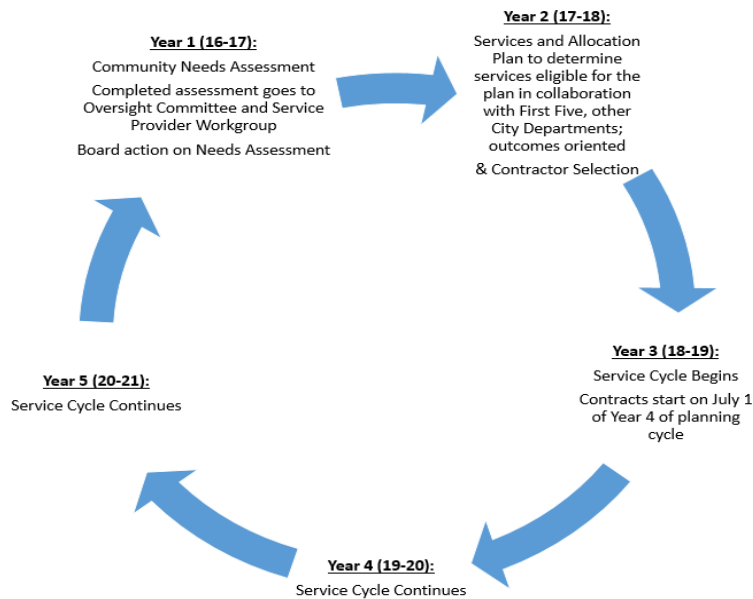 Year 1 (16-17):
Community Needs Assessment
Completed assessment goes to
Oversight Committee and Service
Provider Workgroup
Board action on Needs Assessment
Year 2 (17-18):
Services and Allocation
Plan to determine
services eligible for the
plan in collaboration
with First Five, other
City Departments;
outcomes oriented
& Contractor Selection
Year 3 (18-19):
Service Cycle Begins
Contracts start on July 1
of Year 4 of planning
cycle
Year 4 (19-20):
Service Cycle Continues
Year 5 (20-21):
Service Cycle Continues